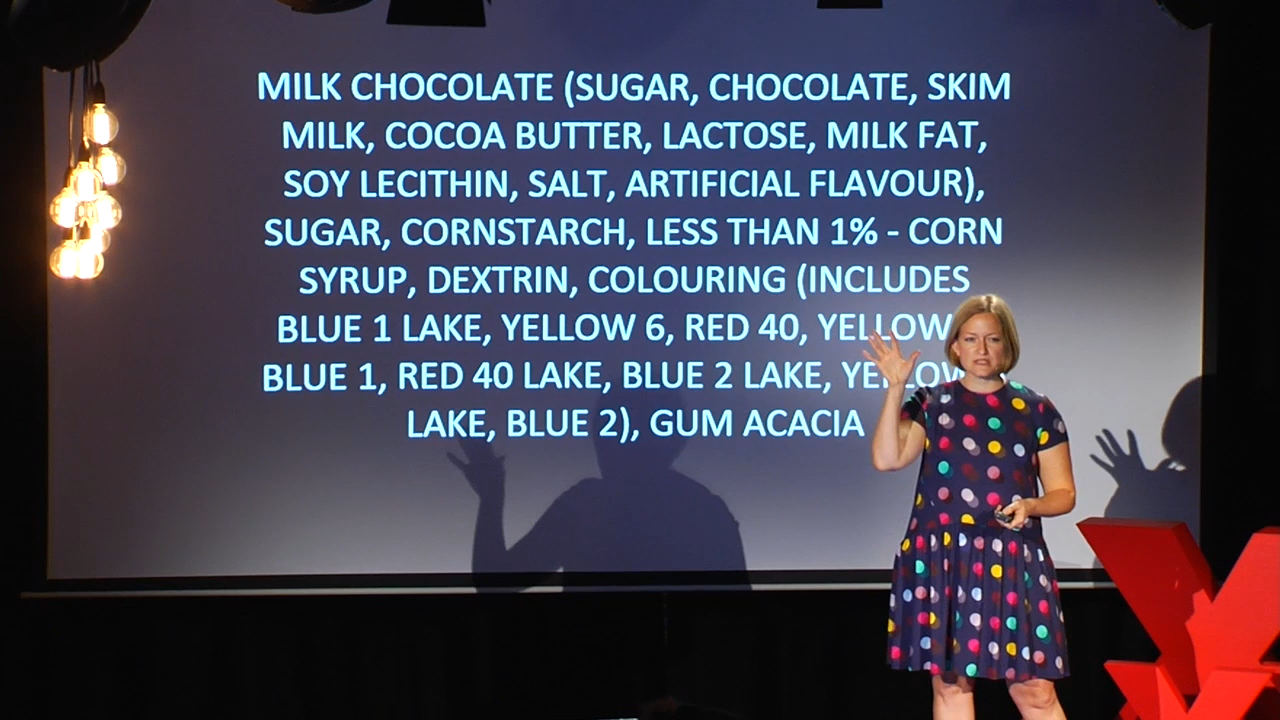 MILK CHOCOLATE (SUGAR, CHOCOLATE, SKIM
MILK, COCOA BUTTER, LACTOSE, MILK FAT,
SOY LECITHIN, SALT, ARTIFICIAL FLAVOUR),
SUGAR, CORNSTARCH, LESS THAN 1% - CORN
SYRUP, DEXTRIN, COLOURING (INCLUDES
BLUE 1 LAKE, YELLOW 6, RED 40, YELLOW
BLUE 1, RED 40 LAKE, BLUE 2 LAKE, YELLOW
LAKE, BLUE 2), GUM ACACIA